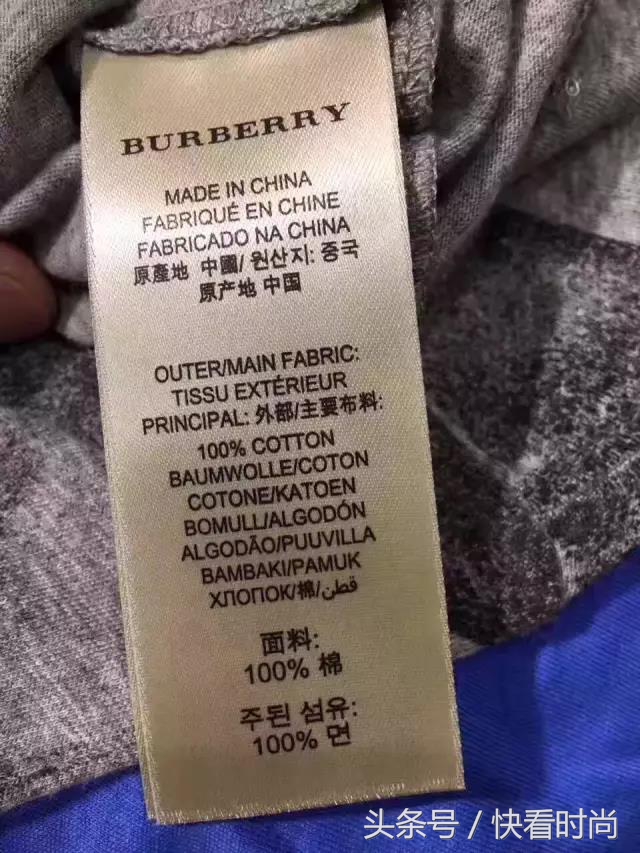 BURBERRY
MADE IN CHINA
FABRIQUÉ EN CHINE
FABRICADO NA CHINA
原產地 中國/ 원산지: 중국
原产地 中国
OUTER/MAIN FABRIC:
TISSU EXTÉRIEUR
PRINCIPAL: 外部/主要布料:
100% COTTON
BAUMWOLLE/COTON
COTONE/KATOEN
BOMULL/ALGODÓN
ALGODÃO/PUUVILLA
BAMBAKI/PAMUK
ХЛОПОК/棉/قطن
面料:
100% 棉
주된 섬유:
100% 면
头条号 / 快看时尚